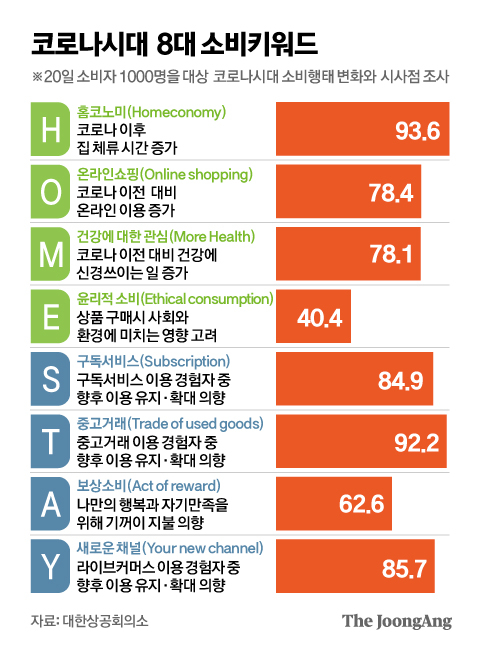 코로나시대 8대 소비키워드
※20일 소비자 1000명을 대상 코로나시대 소비행태 변화와 시사점 조사
H
홈코노미(Homeconomy)
코로나 이후
집 체류 시간 증가
93.6
O
온라인쇼핑(Online shopping)
코로나 이전 대비
온라인 이용 증가
78.4
M
건강에 대한 관심(More Health)
코로나 이전 대비 건강에
신경쓰이는 일 증가
78.1
E
윤리적 소비(Ethical consumption)
상품 구매시 사회와
환경에 미치는 영향 고려
40.4
S
구독서비스(Subscription)
구독서비스 이용 경험자 중
향후 이용 유지·확대 의향
84.9
T
중고거래(Trade of used goods)
중고거래 이용 경험자 중
향후 이용 유지·확대 의향
92.2
A
보상소비(Act of reward)
나만의 행복과 자기만족을
위해 기꺼이 지불 의향
62.6
Y
새로운 채널(Your new channel)
라이브커머스 이용 경험자 중
향후 이용 유지·확대 의향
85.7
자료: 대한상공회의소
The JoongAng